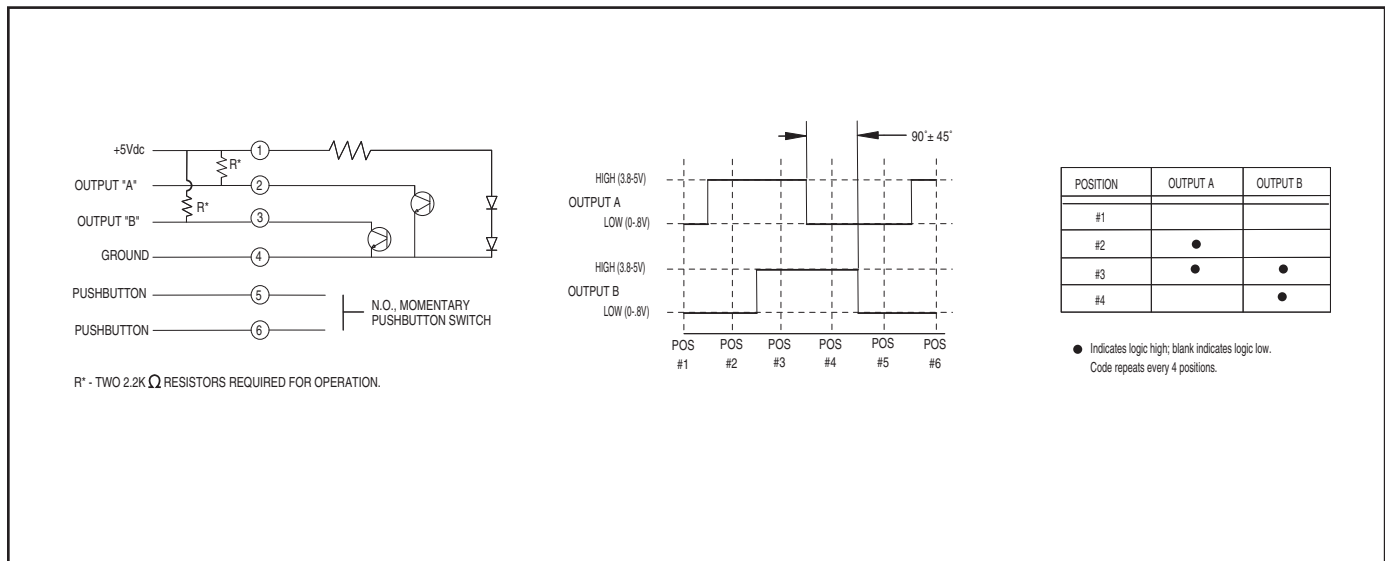 +5Vdc
1
R*
OUTPUT "A"
2
R*
OUTPUT "B"
3
GROUND
4
PUSHBUTTON
5
N.O., MOMENTARY
PUSHBUTTON SWITCH
PUSHBUTTON
6
R* - TWO 2.2K Ω RESISTORS REQUIRED FOR OPERATION.
90°± 45°
HIGH (3.8-5V)
OUTPUT A
LOW (0-.8V)
HIGH (3.8-5V)
OUTPUT B
LOW (0-.8V)
POS POS POS POS POS POS
#1 #2 #3 #4 #5 #6
POSITION OUTPUT A OUTPUT B
#1
#2 ●
#3 ● ●
#4 ●
● Indicates logic high; blank indicates logic low.
Code repeats every 4 positions.